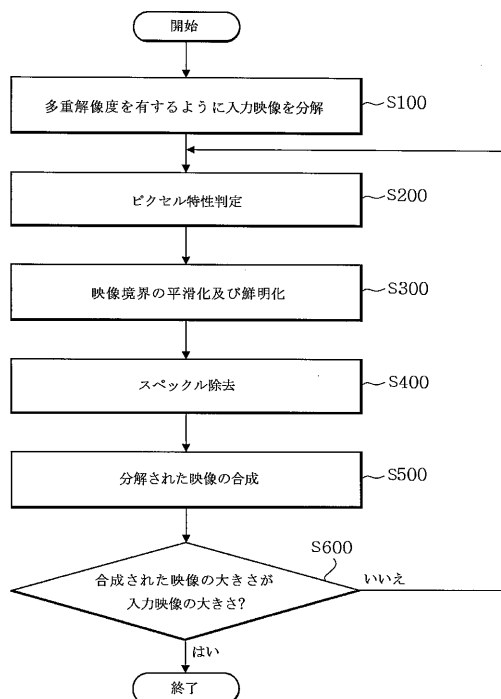 開始
多重解像度を有するように入力映像を分解
S100
ピクセル特性判定
S200
映像境界の平滑化及び鮮明化
S300
スペックル除去
S400
分解された映像の合成
S500
S600
合成された映像の大きさが
入力映像の大きさ?
いいえ
はい
終了